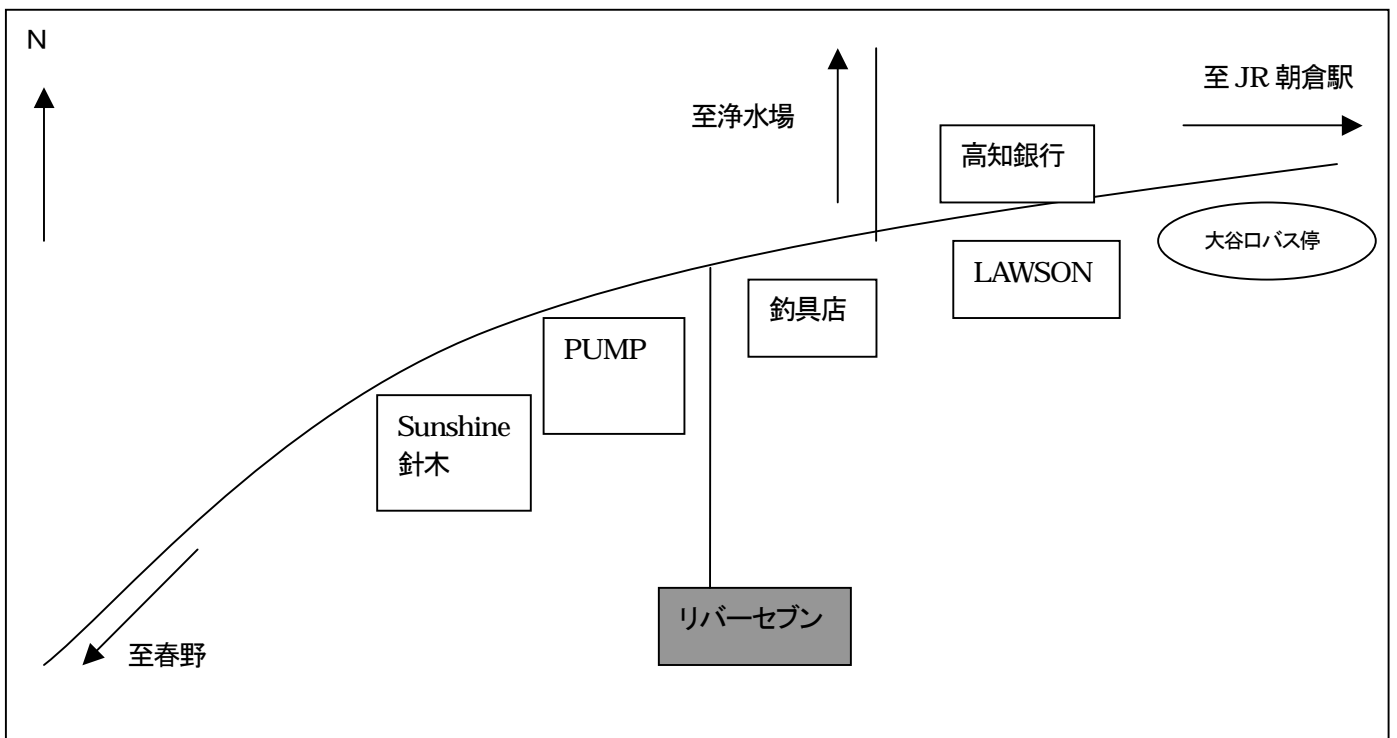 N
至 JR 朝倉駅
至浄水場
高知銀行
大谷口バス停
LAWSON
釣具店
PUMP
Sunshine
針木
リバーセブン
至春野